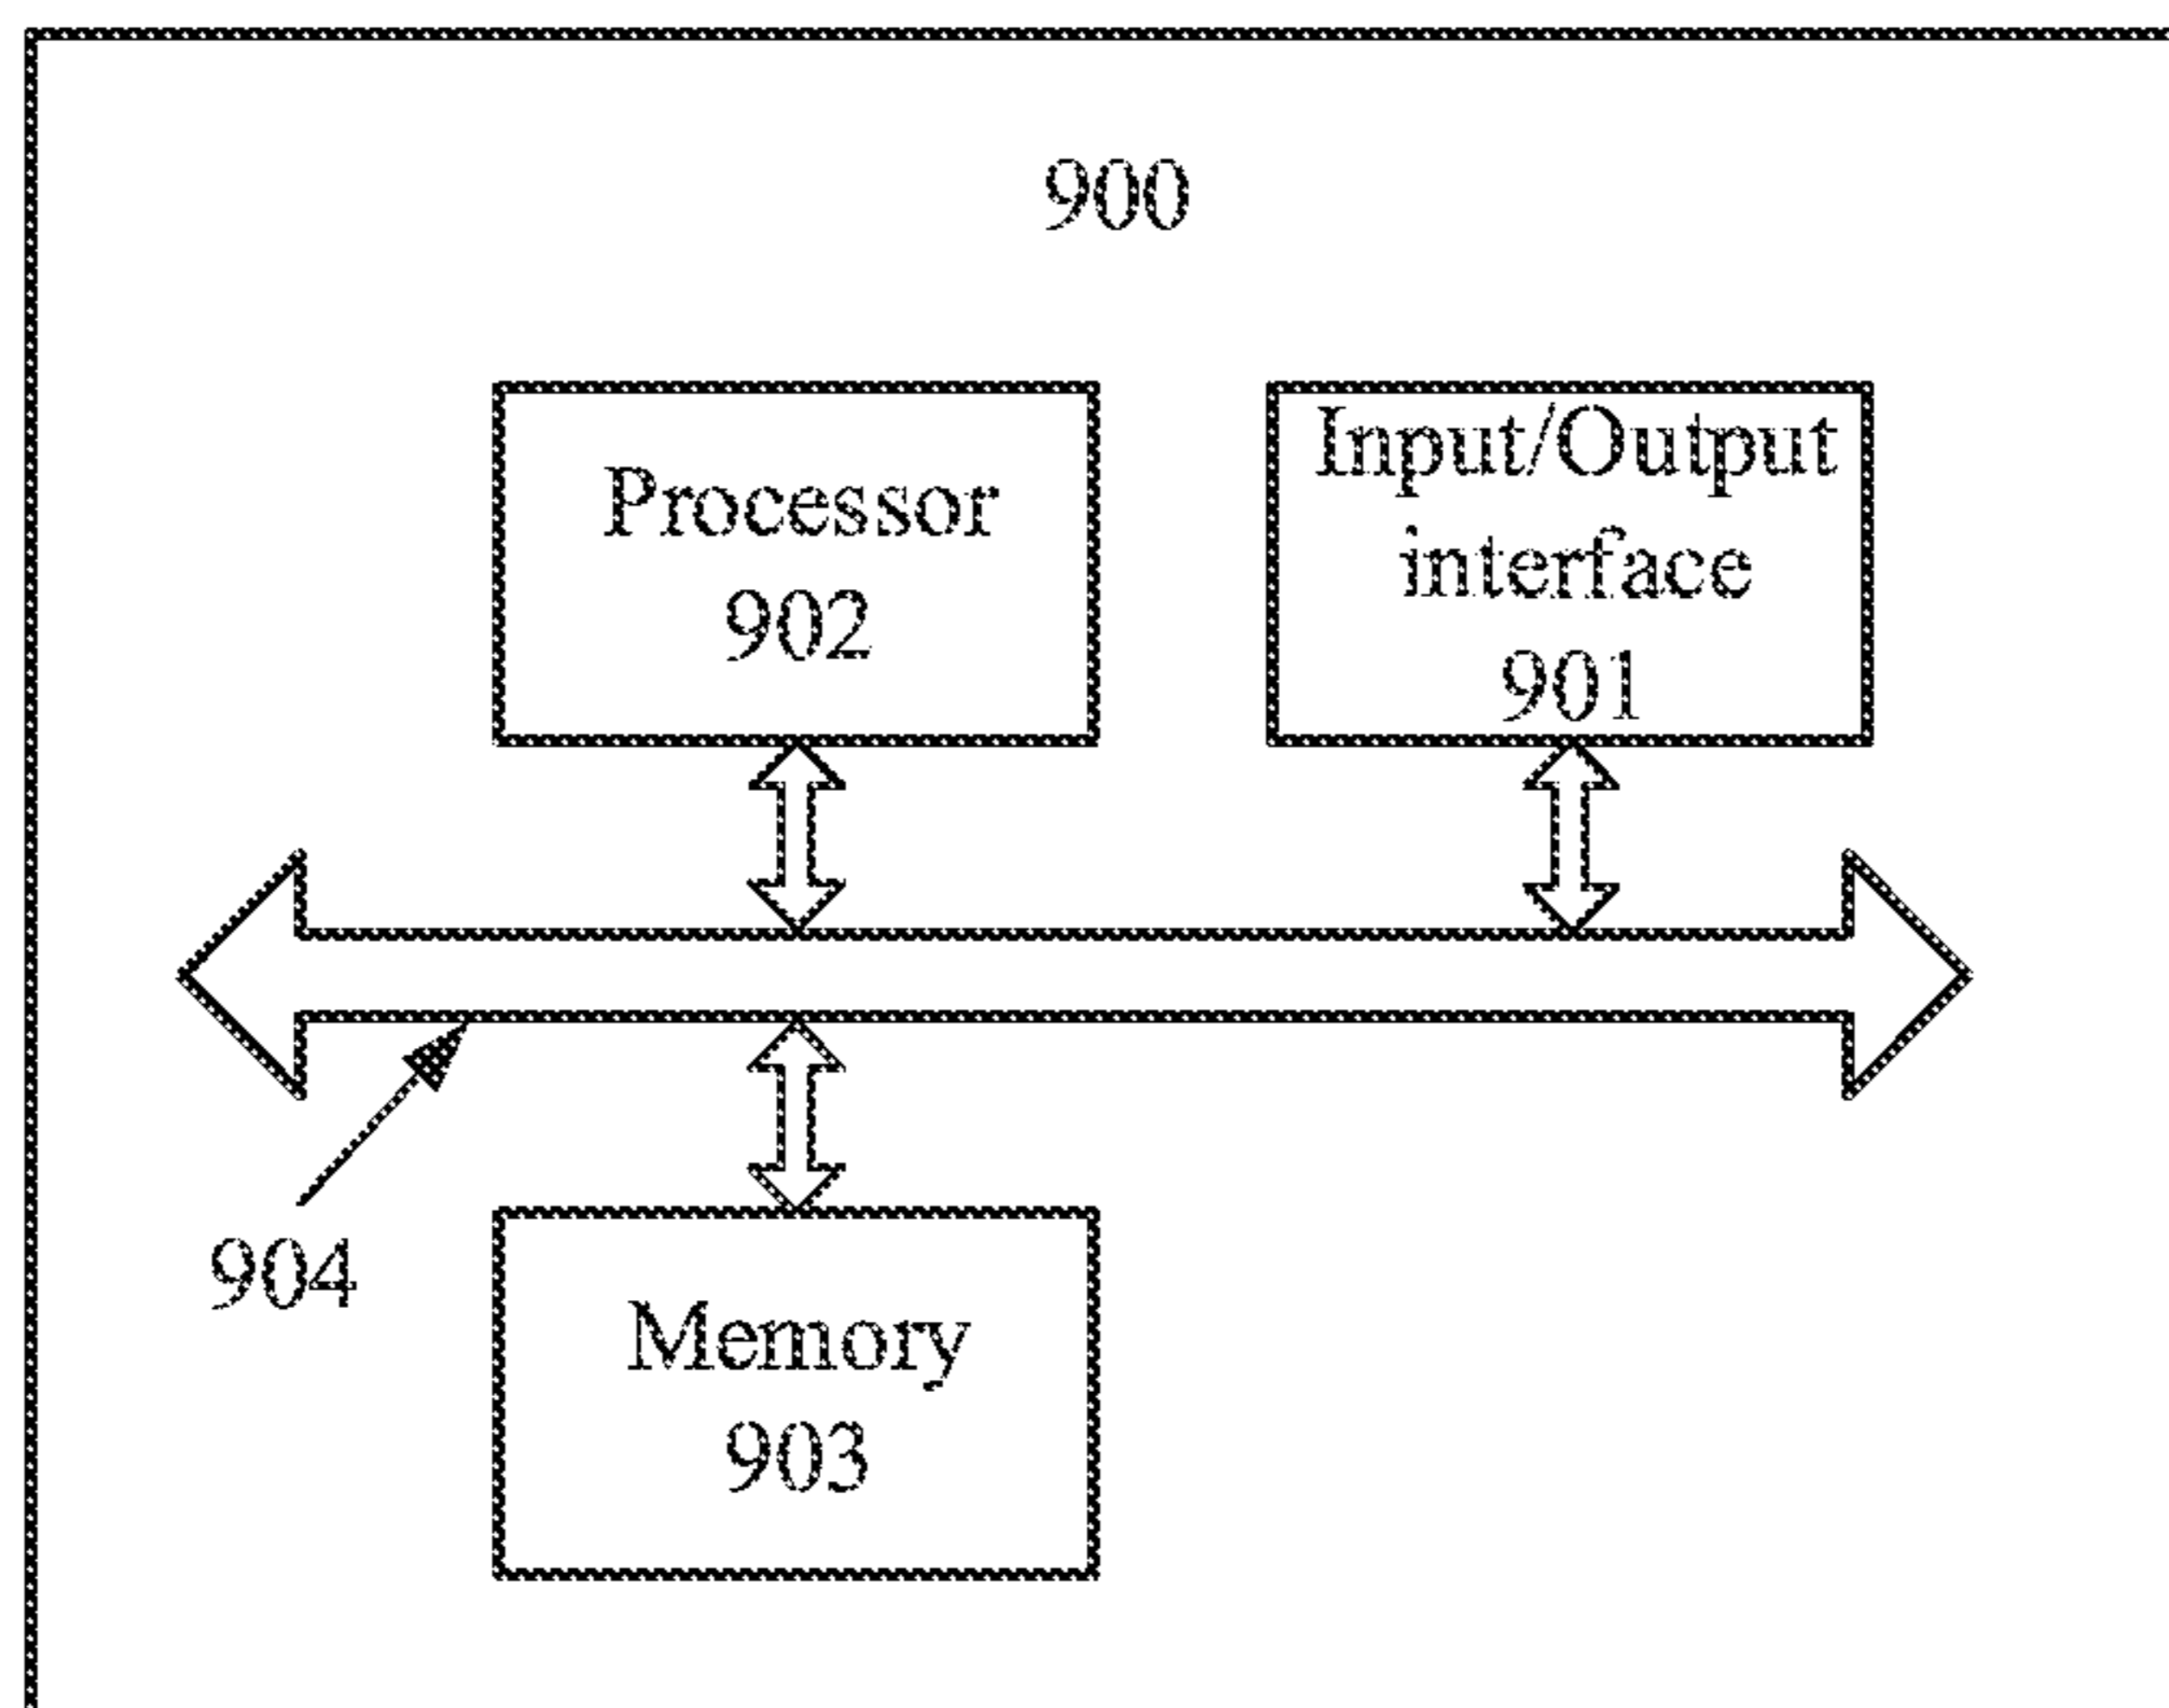 900
Processor
902
Input/Output
interface
901
904
Memory
903